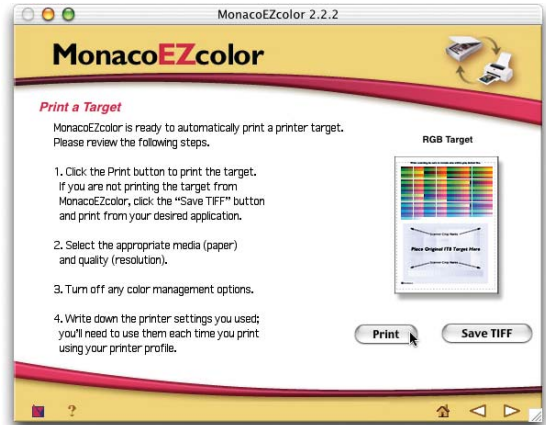 MonacoEZcolor 2.2.2
MonacoEZcolor
Print a Target
MonacoEZcolor is ready to automatically print a printer target.
Please review the following steps.
1. Click the Print button to print the target.
If you are not printing the target from
MonacoEZcolor, click the “Save TIFF” button
and print from your desired application.
2. Select the appropriate media (paper)
and quality (resolution).
3. Turn off any color management options.
4. Write down the printer settings you used;
you’ll need to use them each time you print
using your printer profile.
RGB Target
Place Original IT8 Target Here
Print
Save TIFF
?